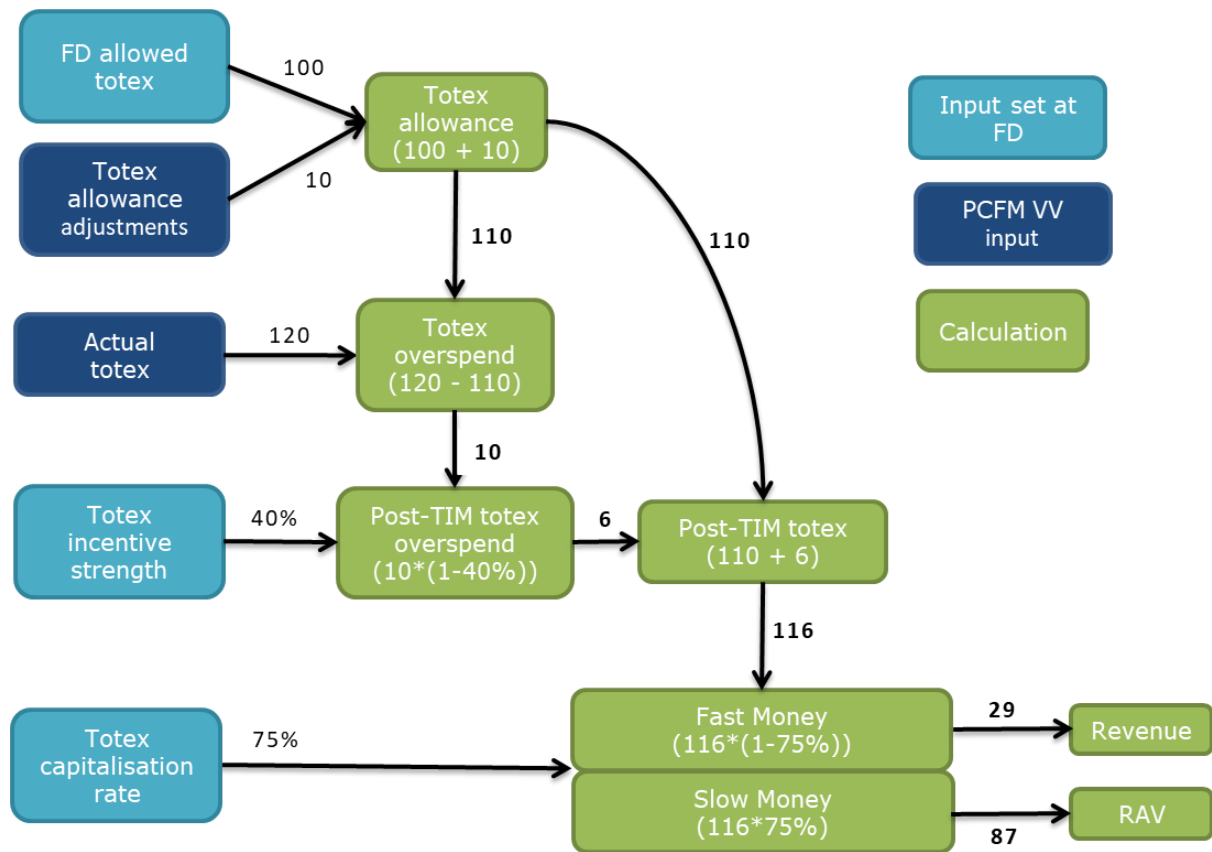 FD allowed
totex
100
Totex
allowance
(100 + 10)
Input set at
FD
Totex
allowance
adjustments
10
PCFM VV
input
110
110
Actual
totex
120
Totex
overspend
(120 - 110)
Calculation
10
Totex
incentive
strength
40%
Post-TIM totex
overspend
(10*(1-40%))
6
Post-TIM totex
(110 + 6)
116
Totex
capitalisation
rate
75%
Fast Money
(116*(1-75%))
29
Revenue
Slow Money
(116*75%)
87
RAV